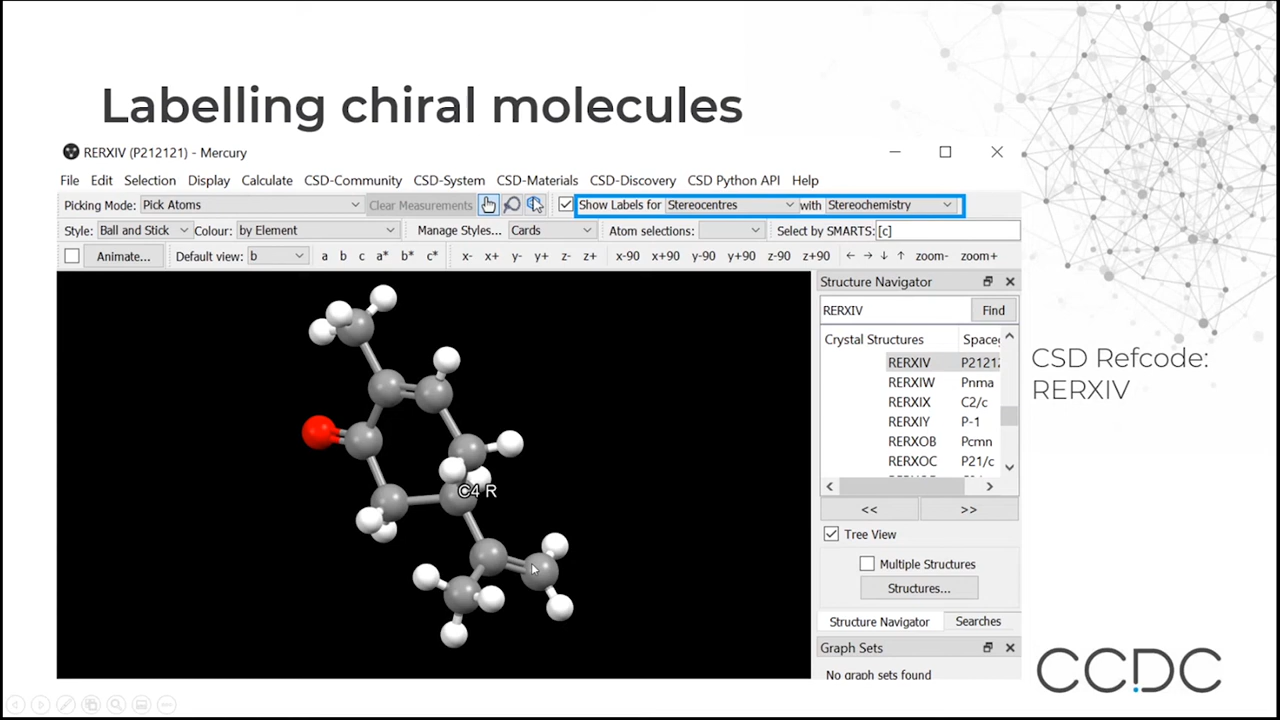 Labelling chiral molecules
RERXIV (P212121) - Mercury
File Edit Selection Display Calculate CSD-Community CSD-System CSD-Materials CSD-Discovery CSD Python API Help
Picking Mode: Pick Atoms Clear Measurements Show Labels for Stereocentres with Stereochemistry
Style: Ball and Stick Colour: by Element Manage Styles... Cards Atom selections: Select by SMARTS: [c]
Animate... Default view: b a b c a* b* c* x- x+ y- y+ z- z+ x-90 x+90 y-90 y+90 z-90 z+90 ← → ↓ ↑ zoom- zoom+
Structure Navigator
RERXIV Find
Crystal Structures
RERXIV
RERXIW Pnma
RERXIX C2/c
RERXIY P-1
RERXOB Pcmn
RERXOC P21/c
<< >>
Tree View
Multiple Structures
Structures...
Structure Navigator Searches
Graph Sets
No graph sets found
C4 R
CSD Refcode:
RERXIV
CCDC